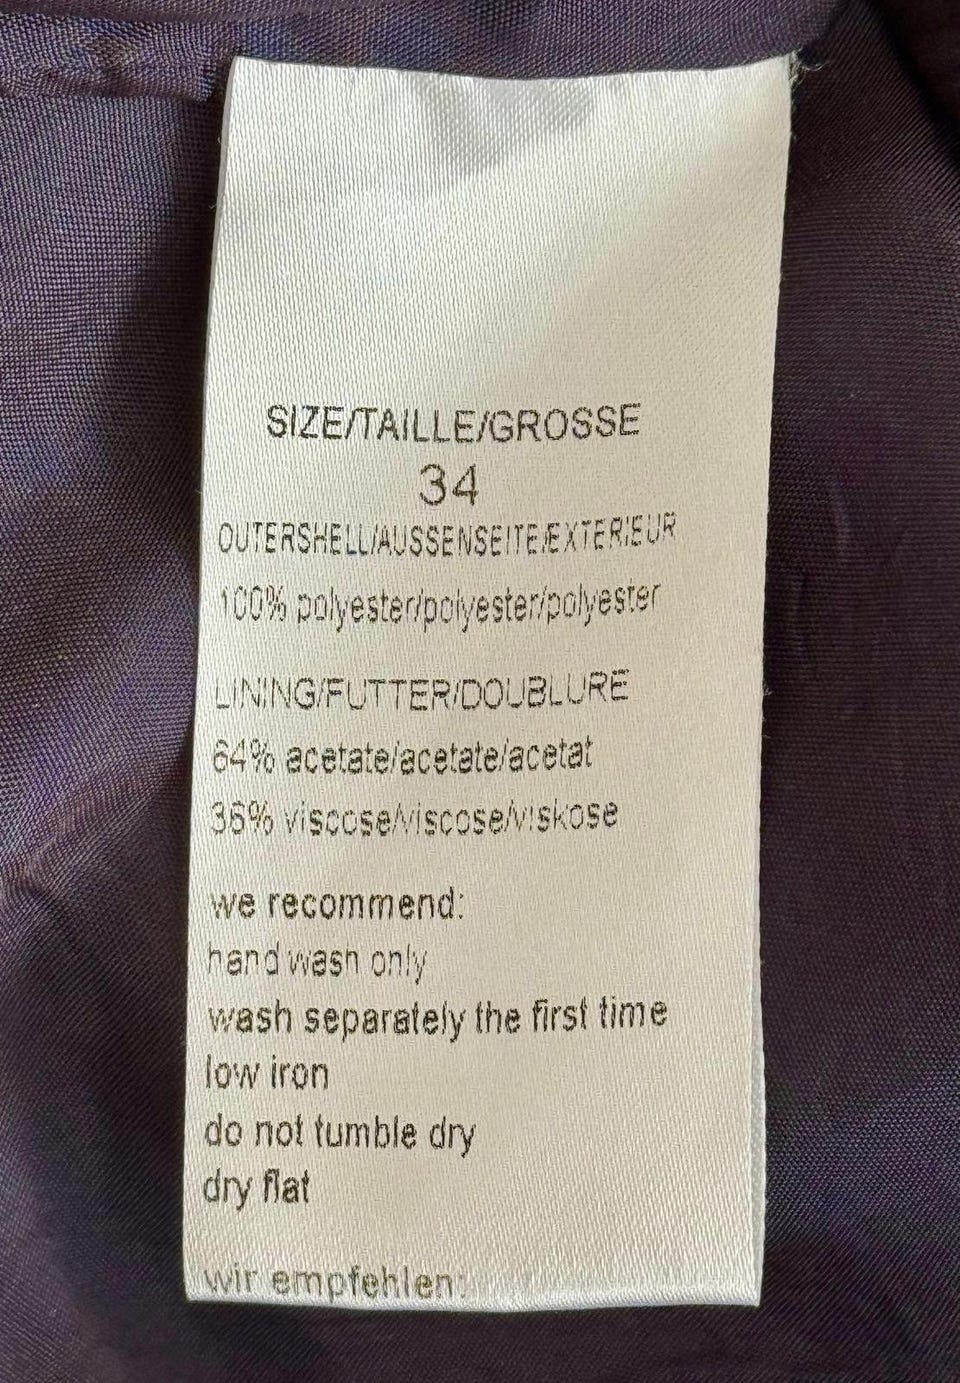 SIZE/TAILLE/GROSSE
34
OUTERSHELL/AUSSENSEITE/EXTERIEUR
100% polyester/polyester/polyester
LINING/FUTTER/DOUBLURE
64% acetate/acetate/acetat
36% viscose/viscose/viskose
we recommend:
hand wash only
wash separately the first time
low iron
do not tumble dry
dry flat
wir empfehlen: